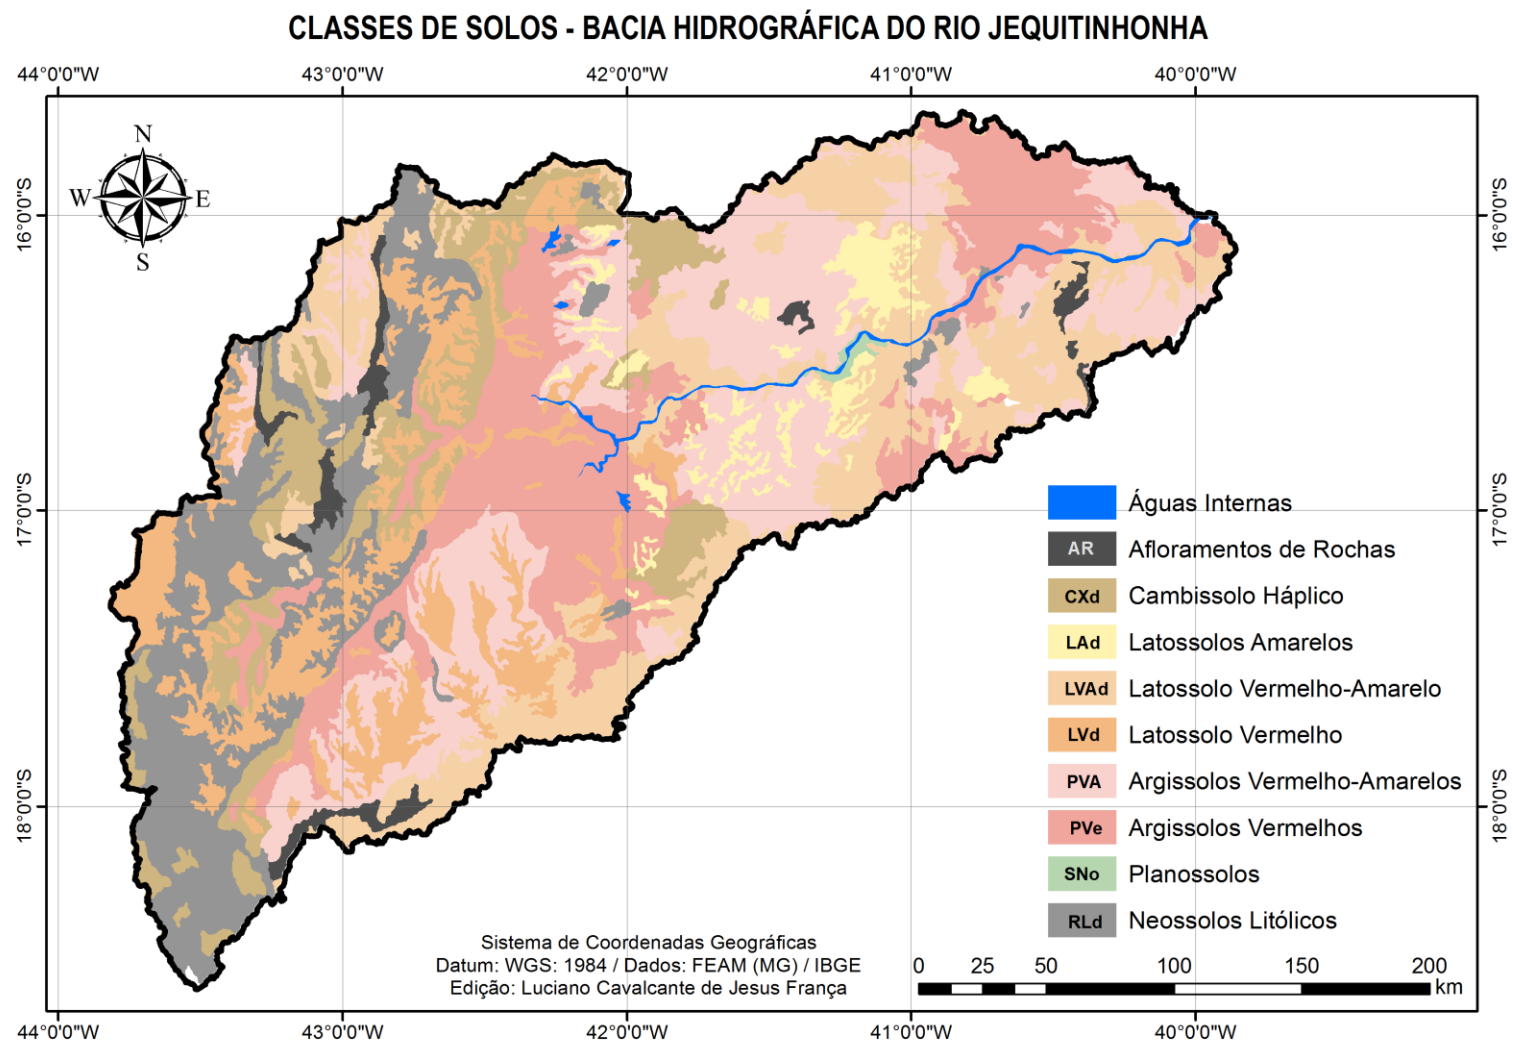 CLASSES DE SOLOS - BACIA HIDROGRÁFICA DO RIO JEQUITINHONHA
44°0'0"W 43°0'0"W 42°0'0"W 41°0'0"W 40°0'0"W
N
W E
S
16°0'0"S 16°0'0"S
17°0'0"S 17°0'0"S
18°0'0"S 18°0'0"S
Águas Internas
AR Afloramentos de Rochas
CXd Cambissolo Háplico
LAd Latossolos Amarelos
LVAd Latossolo Vermelho-Amarelo
LVd Latossolo Vermelho
PVA Argissolos Vermelho-Amarelos
PVe Argissolos Vermelhos
SNo Planossolos
RLd Neossolos Litólicos
Sistema de Coordenadas Geográficas
Datum: WGS: 1984 / Dados: FEAM (MG) / IBGE
Edição: Luciano Cavalcante de Jesus França
0 25 50 100 150 200
km
44°0'0"W 43°0'0"W 42°0'0"W 41°0'0"W 40°0'0"W